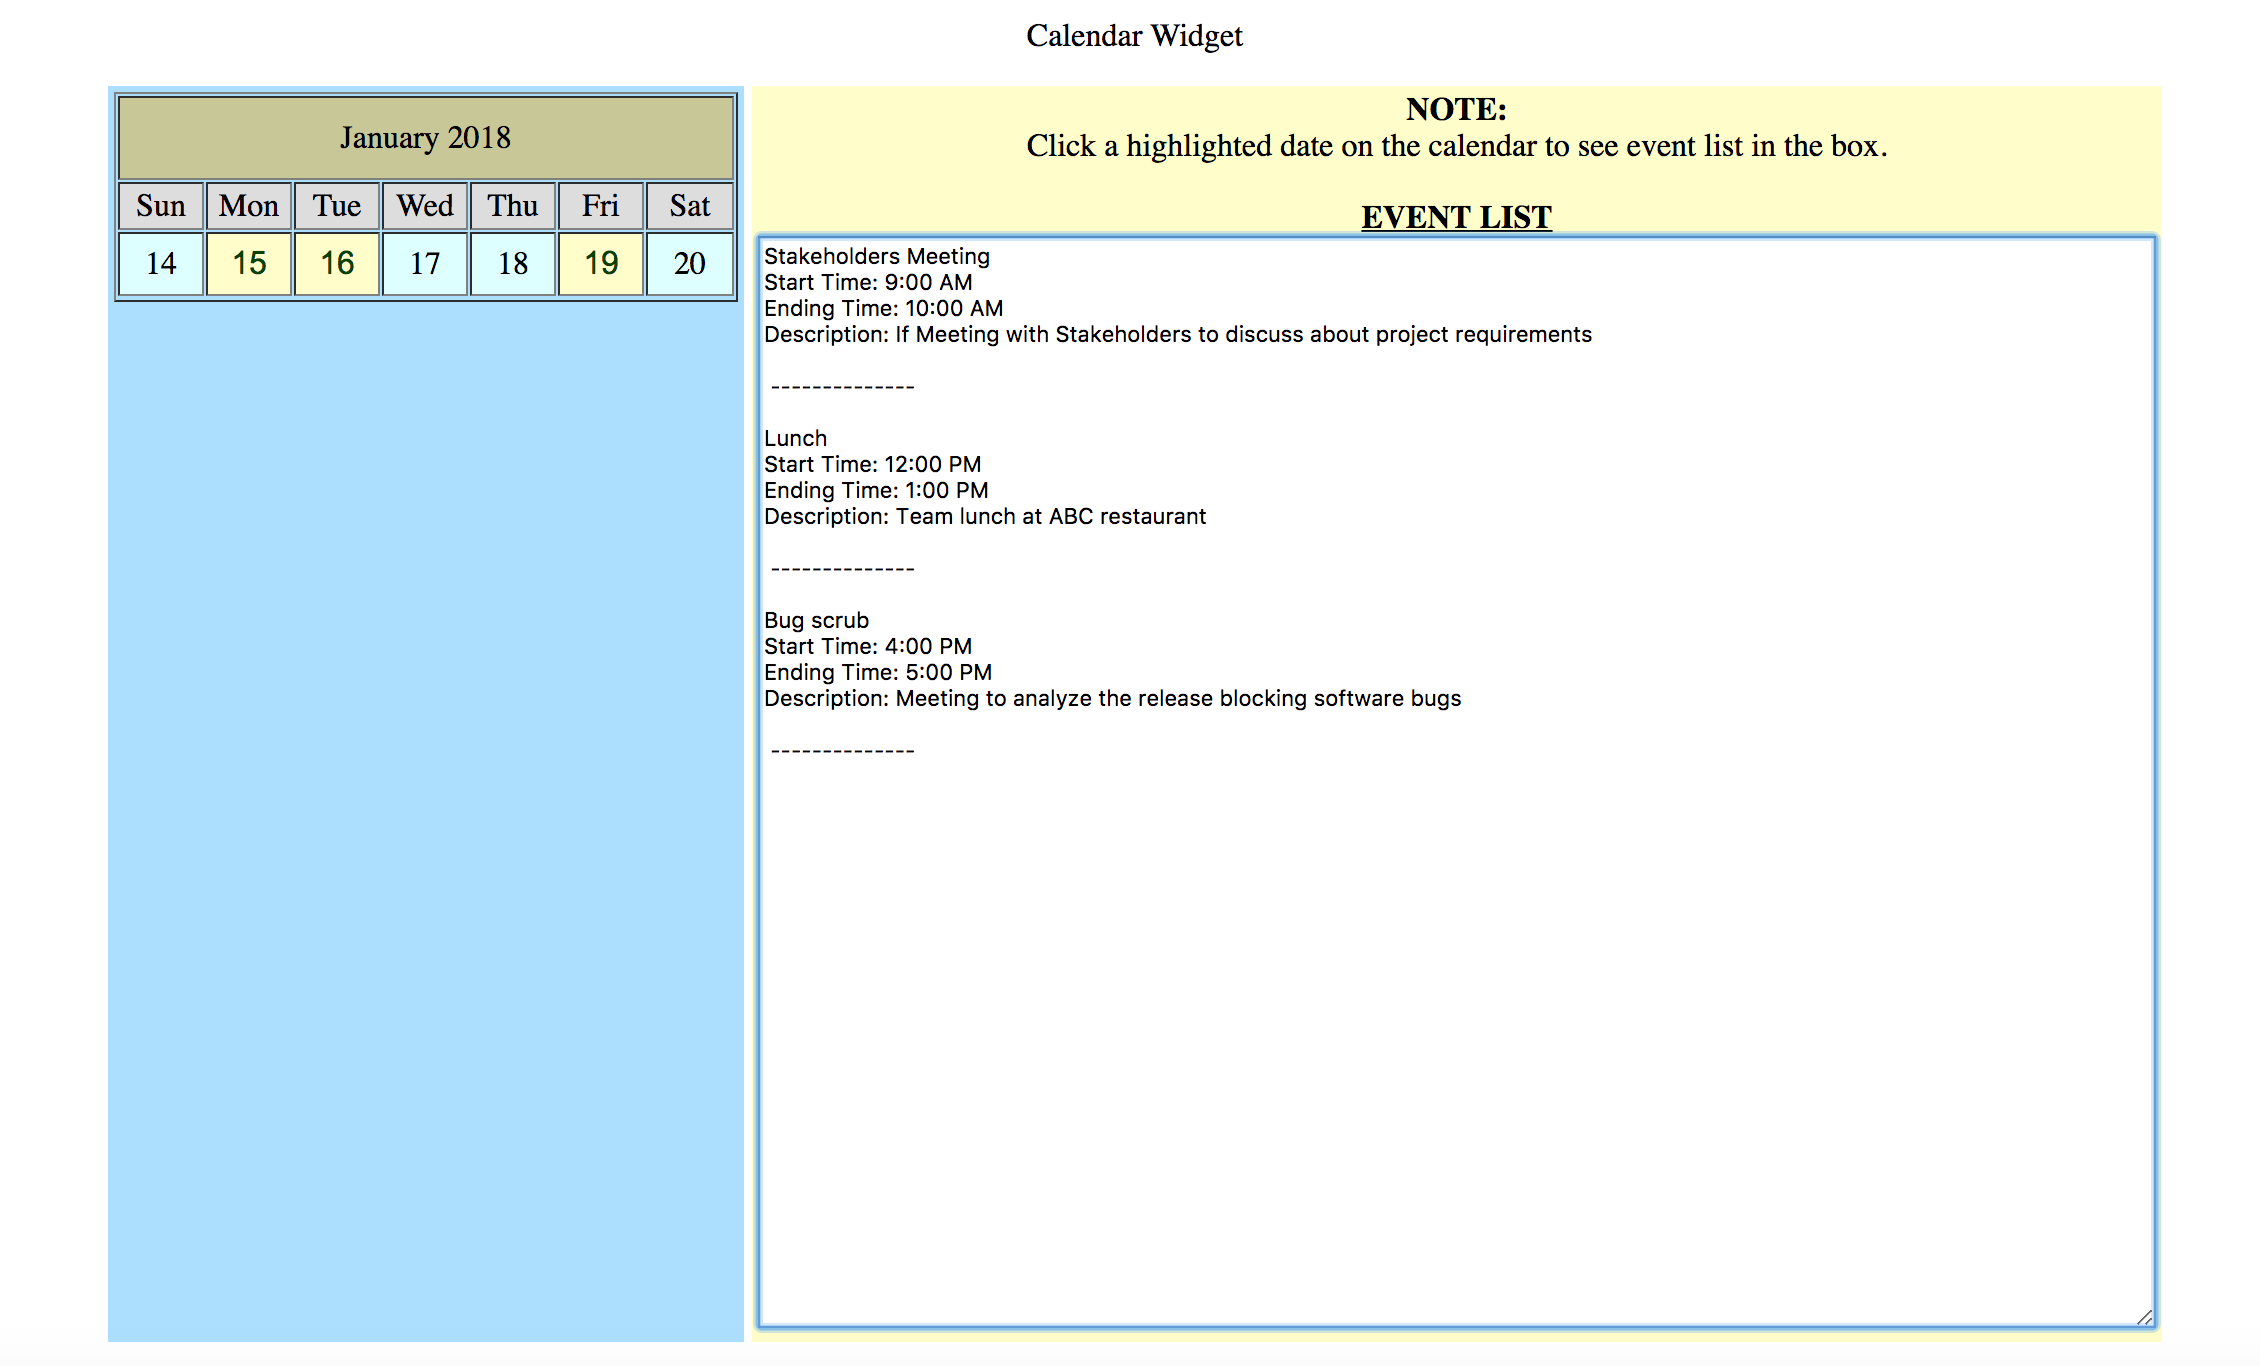 Calendar Widget
January 2018
Sun Mon Tue Wed Thu Fri Sat
14 15 16 17 18 19 20
NOTE:
Click a highlighted date on the calendar to see event list in the box.
EVENT LIST
Stakeholders Meeting
Start Time: 9:00 AM
Ending Time: 10:00 AM
Description: If Meeting with Stakeholders to discuss about project requirements
--------------
Lunch
Start Time: 12:00 PM
Ending Time: 1:00 PM
Description: Team lunch at ABC restaurant
--------------
Bug scrub
Start Time: 4:00 PM
Ending Time: 5:00 PM
Description: Meeting to analyze the release blocking software bugs
--------------